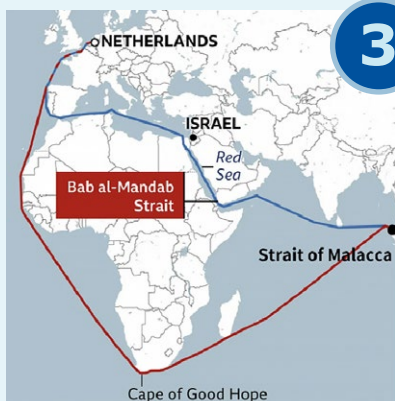 3
NETHERLANDS
ISRAEL
Red
Sea
Bab al-Mandab
Strait
Strait of Malacca
Cape of Good Hope